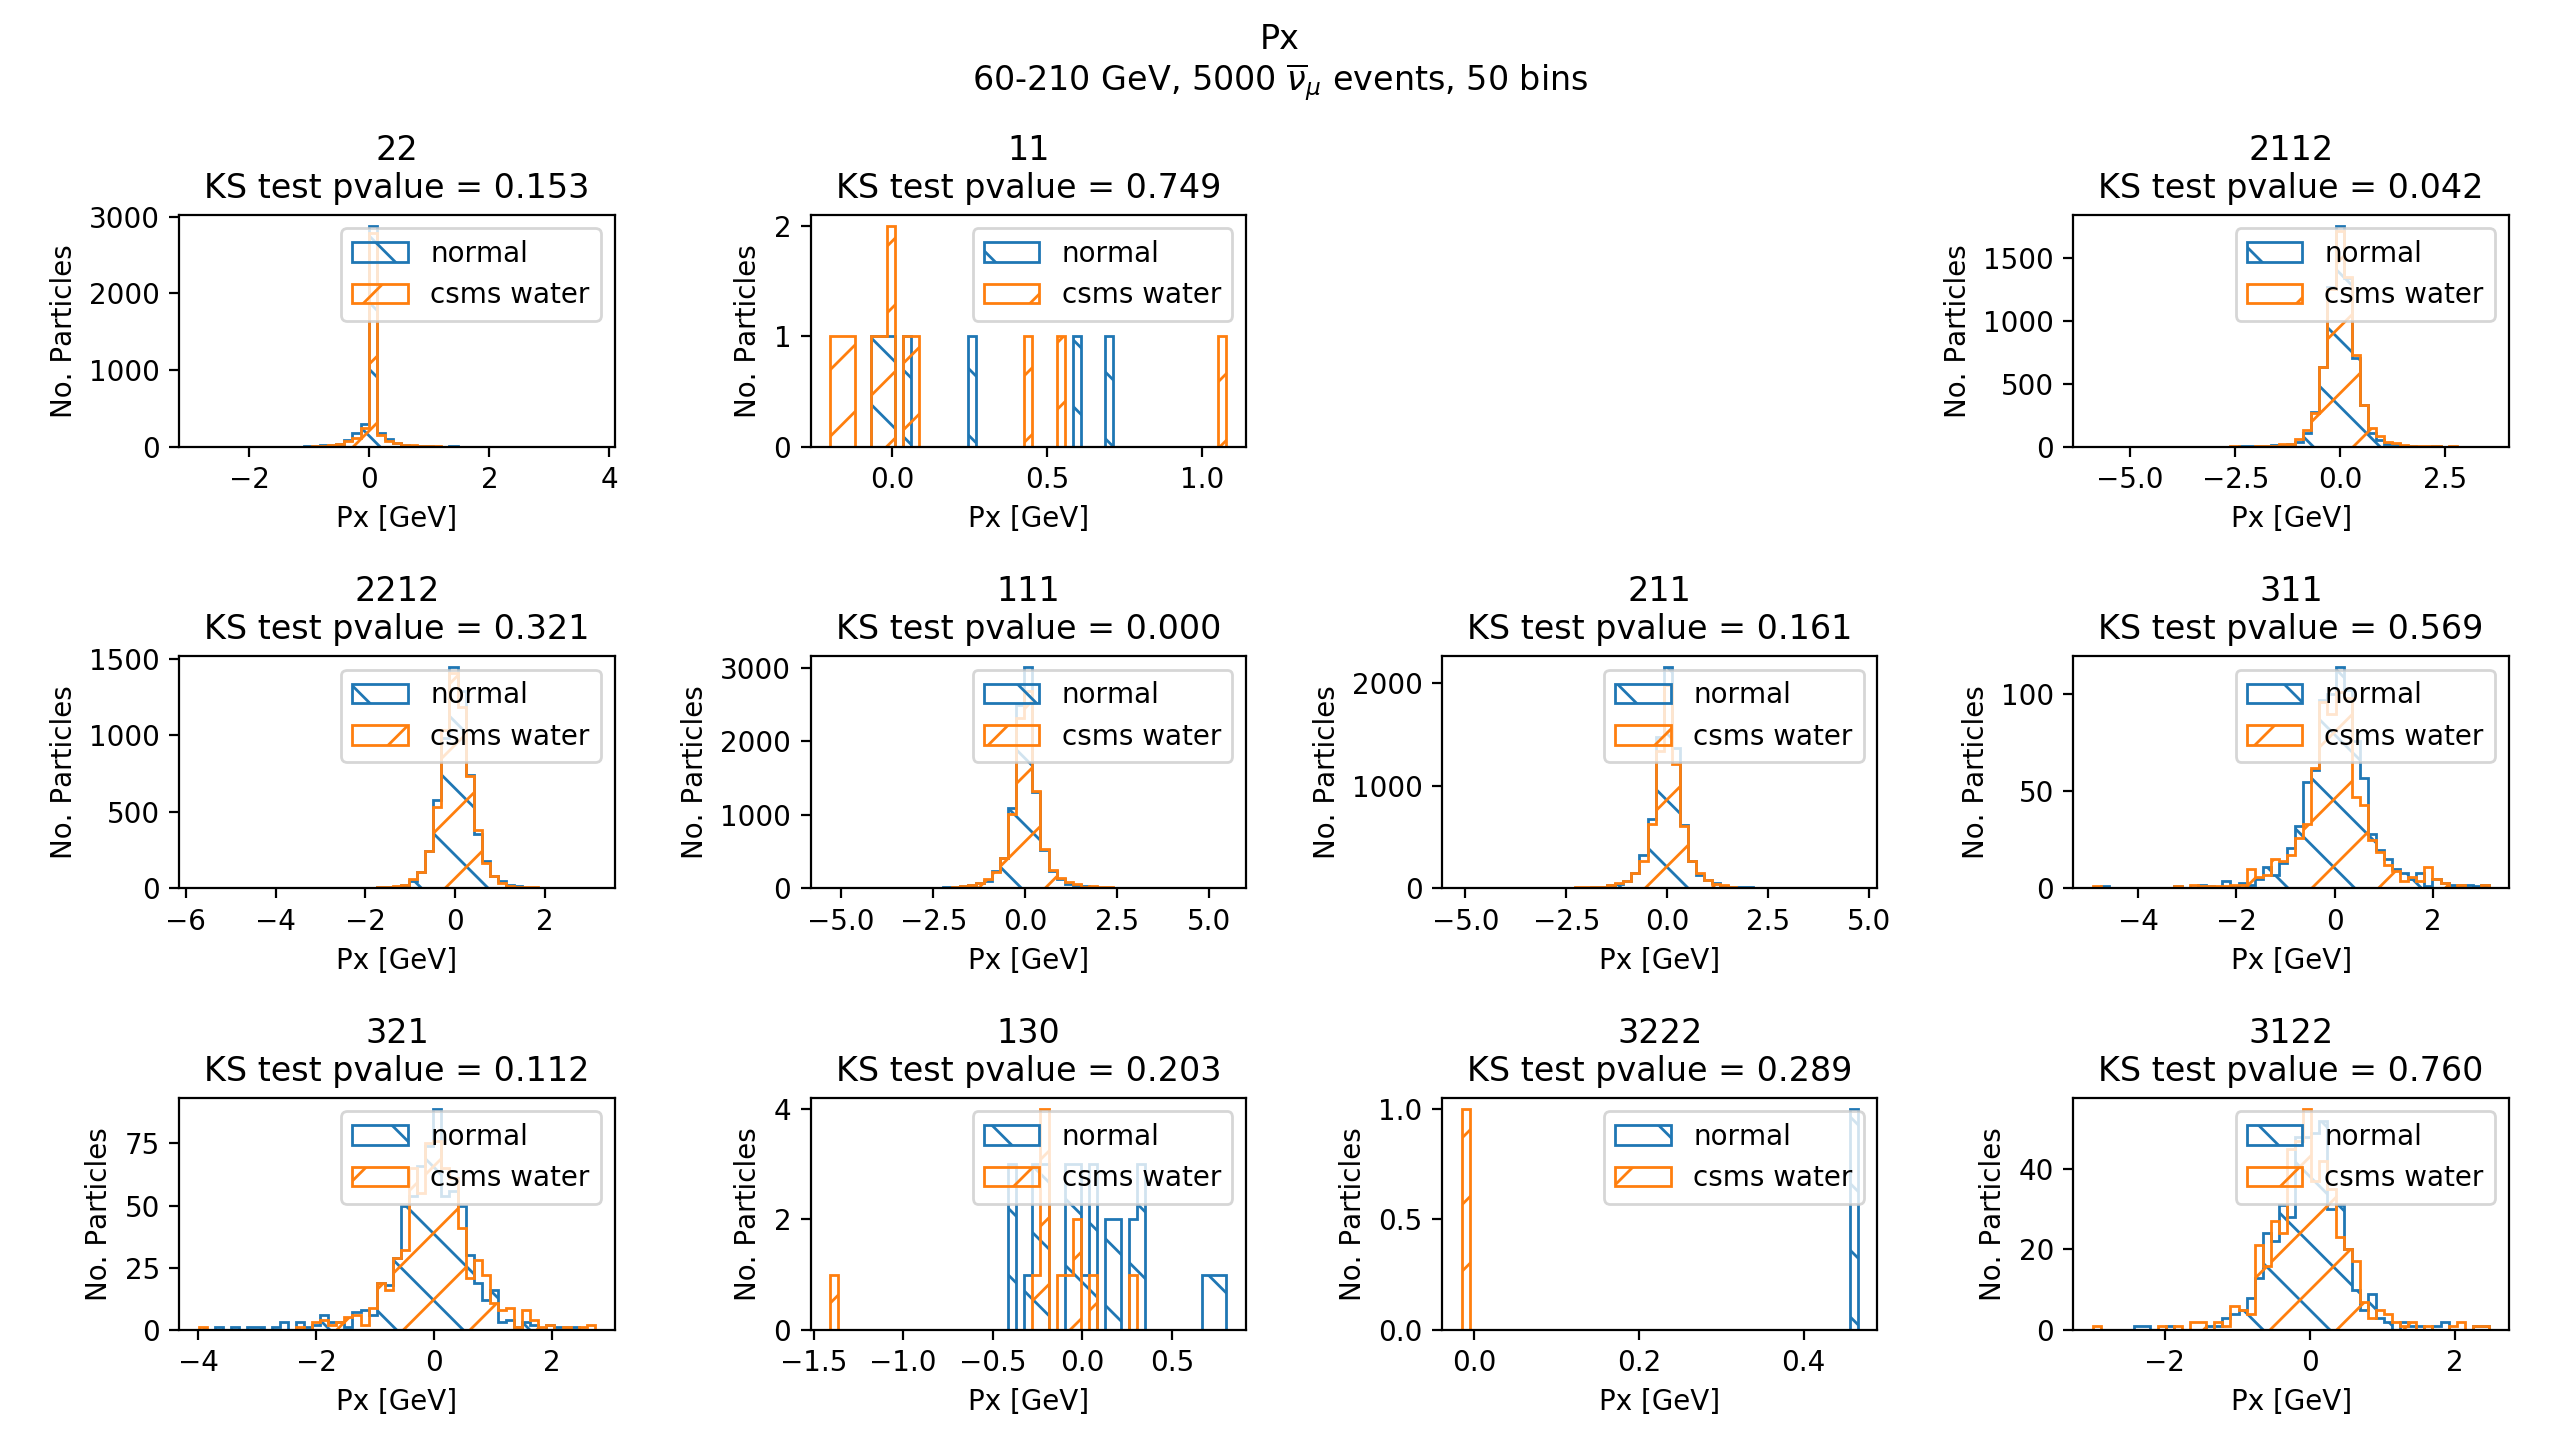 Px
60-210 GeV, 5000 ν̅μ events, 50 bins
22
KS test pvalue = 0.153
No. Particles
3000
2000
1000
0
normal
csms water
−2 0 2 4
Px [GeV]
11
KS test pvalue = 0.749
No. Particles
2
1
0
normal
csms water
0.0 0.5 1.0
Px [GeV]
2112
KS test pvalue = 0.042
No. Particles
1500
1000
500
0
normal
csms water
−5.0 −2.5 0.0 2.5
Px [GeV]
2212
KS test pvalue = 0.321
No. Particles
1500
1000
500
0
normal
csms water
−6 −4 −2 0 2
Px [GeV]
111
KS test pvalue = 0.000
No. Particles
3000
2000
1000
0
normal
csms water
−5.0 −2.5 0.0 2.5 5.0
Px [GeV]
211
KS test pvalue = 0.161
No. Particles
2000
1000
0
normal
csms water
−5.0 −2.5 0.0 2.5 5.0
Px [GeV]
311
KS test pvalue = 0.569
No. Particles
100
50
0
normal
csms water
−4 −2 0 2
Px [GeV]
321
KS test pvalue = 0.112
No. Particles
75
50
25
0
normal
csms water
−4 −2 0 2
Px [GeV]
130
KS test pvalue = 0.203
No. Particles
4
2
0
normal
csms water
−1.5 −1.0 −0.5 0.0 0.5
Px [GeV]
3222
KS test pvalue = 0.289
No. Particles
1.0
0.5
0.0
normal
csms water
0.0 0.2 0.4
Px [GeV]
3122
KS test pvalue = 0.760
No. Particles
40
20
0
normal
csms water
−2 0 2
Px [GeV]